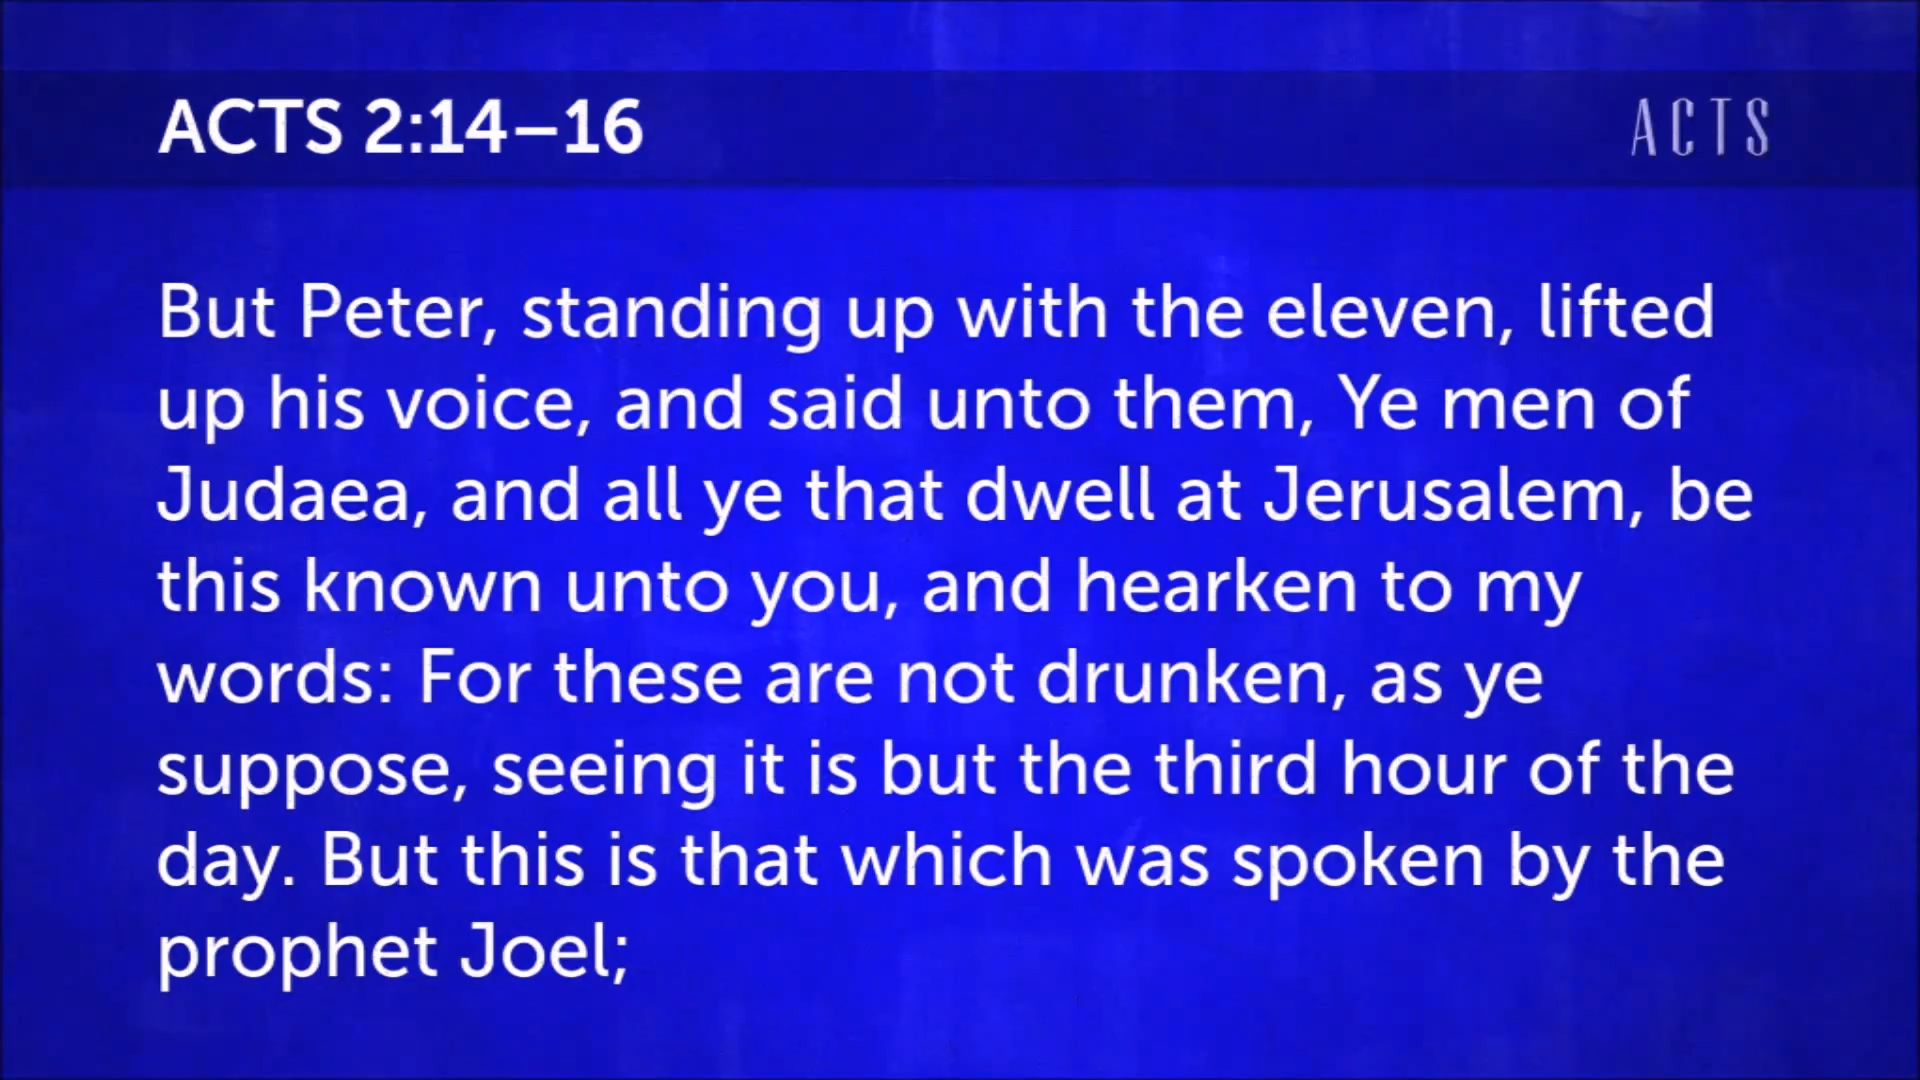 ACTS 2:14–16
ACTS
But Peter, standing up with the eleven, lifted
up his voice, and said unto them, Ye men of
Judaea, and all ye that dwell at Jerusalem, be
this known unto you, and hearken to my
words: For these are not drunken, as ye
suppose, seeing it is but the third hour of the
day. But this is that which was spoken by the
prophet Joel;